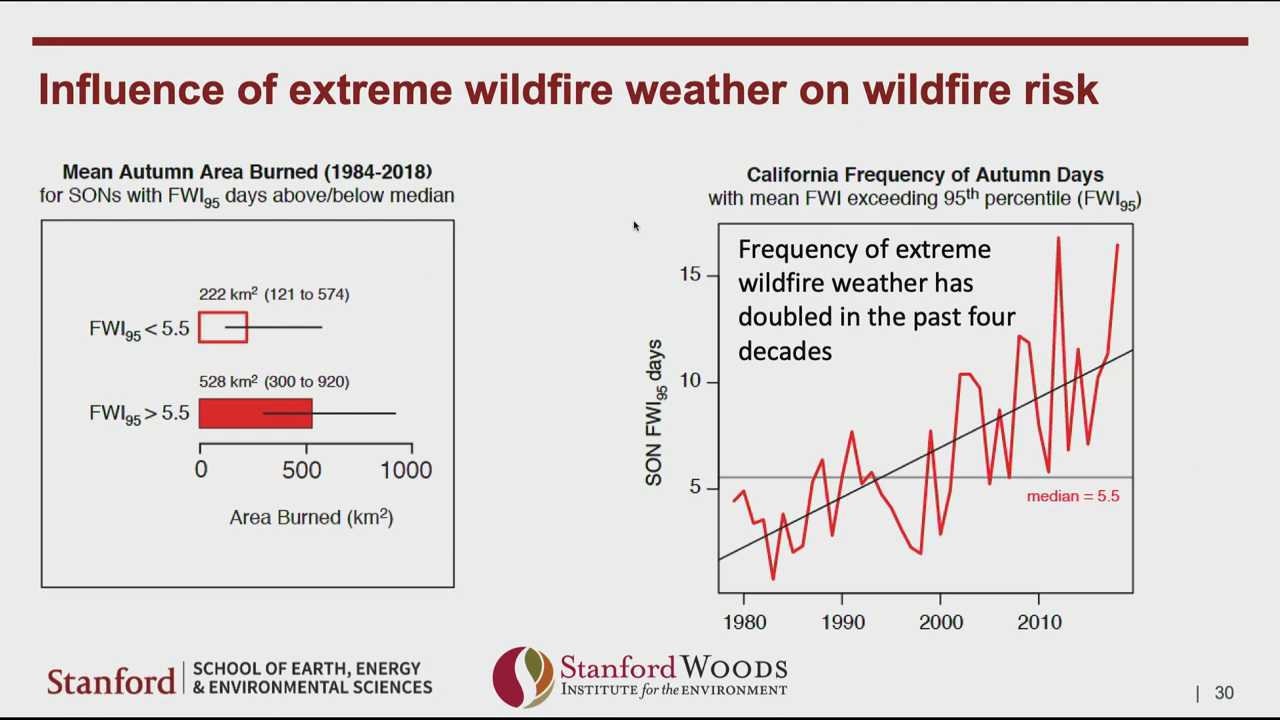 Influence of extreme wildfire weather on wildfire risk
Mean Autumn Area Burned (1984-2018)
for SONs with FWI95 days above/below median
222 km2 (121 to 574)
FWI95 < 5.5
528 km2 (300 to 920)
FWI95 > 5.5
0 500 1000
Area Burned (km2)
California Frequency of Autumn Days
with mean FWI exceeding 95th percentile (FWI95)
Frequency of extreme
wildfire weather has
doubled in the past four
decades
15
10
5
SON FWI95 days
median = 5.5
1980 1990 2000 2010
Stanford
SCHOOL OF EARTH, ENERGY
& ENVIRONMENTAL SCIENCES
Stanford WOODS
INSTITUTE for the ENVIRONMENT
| 30